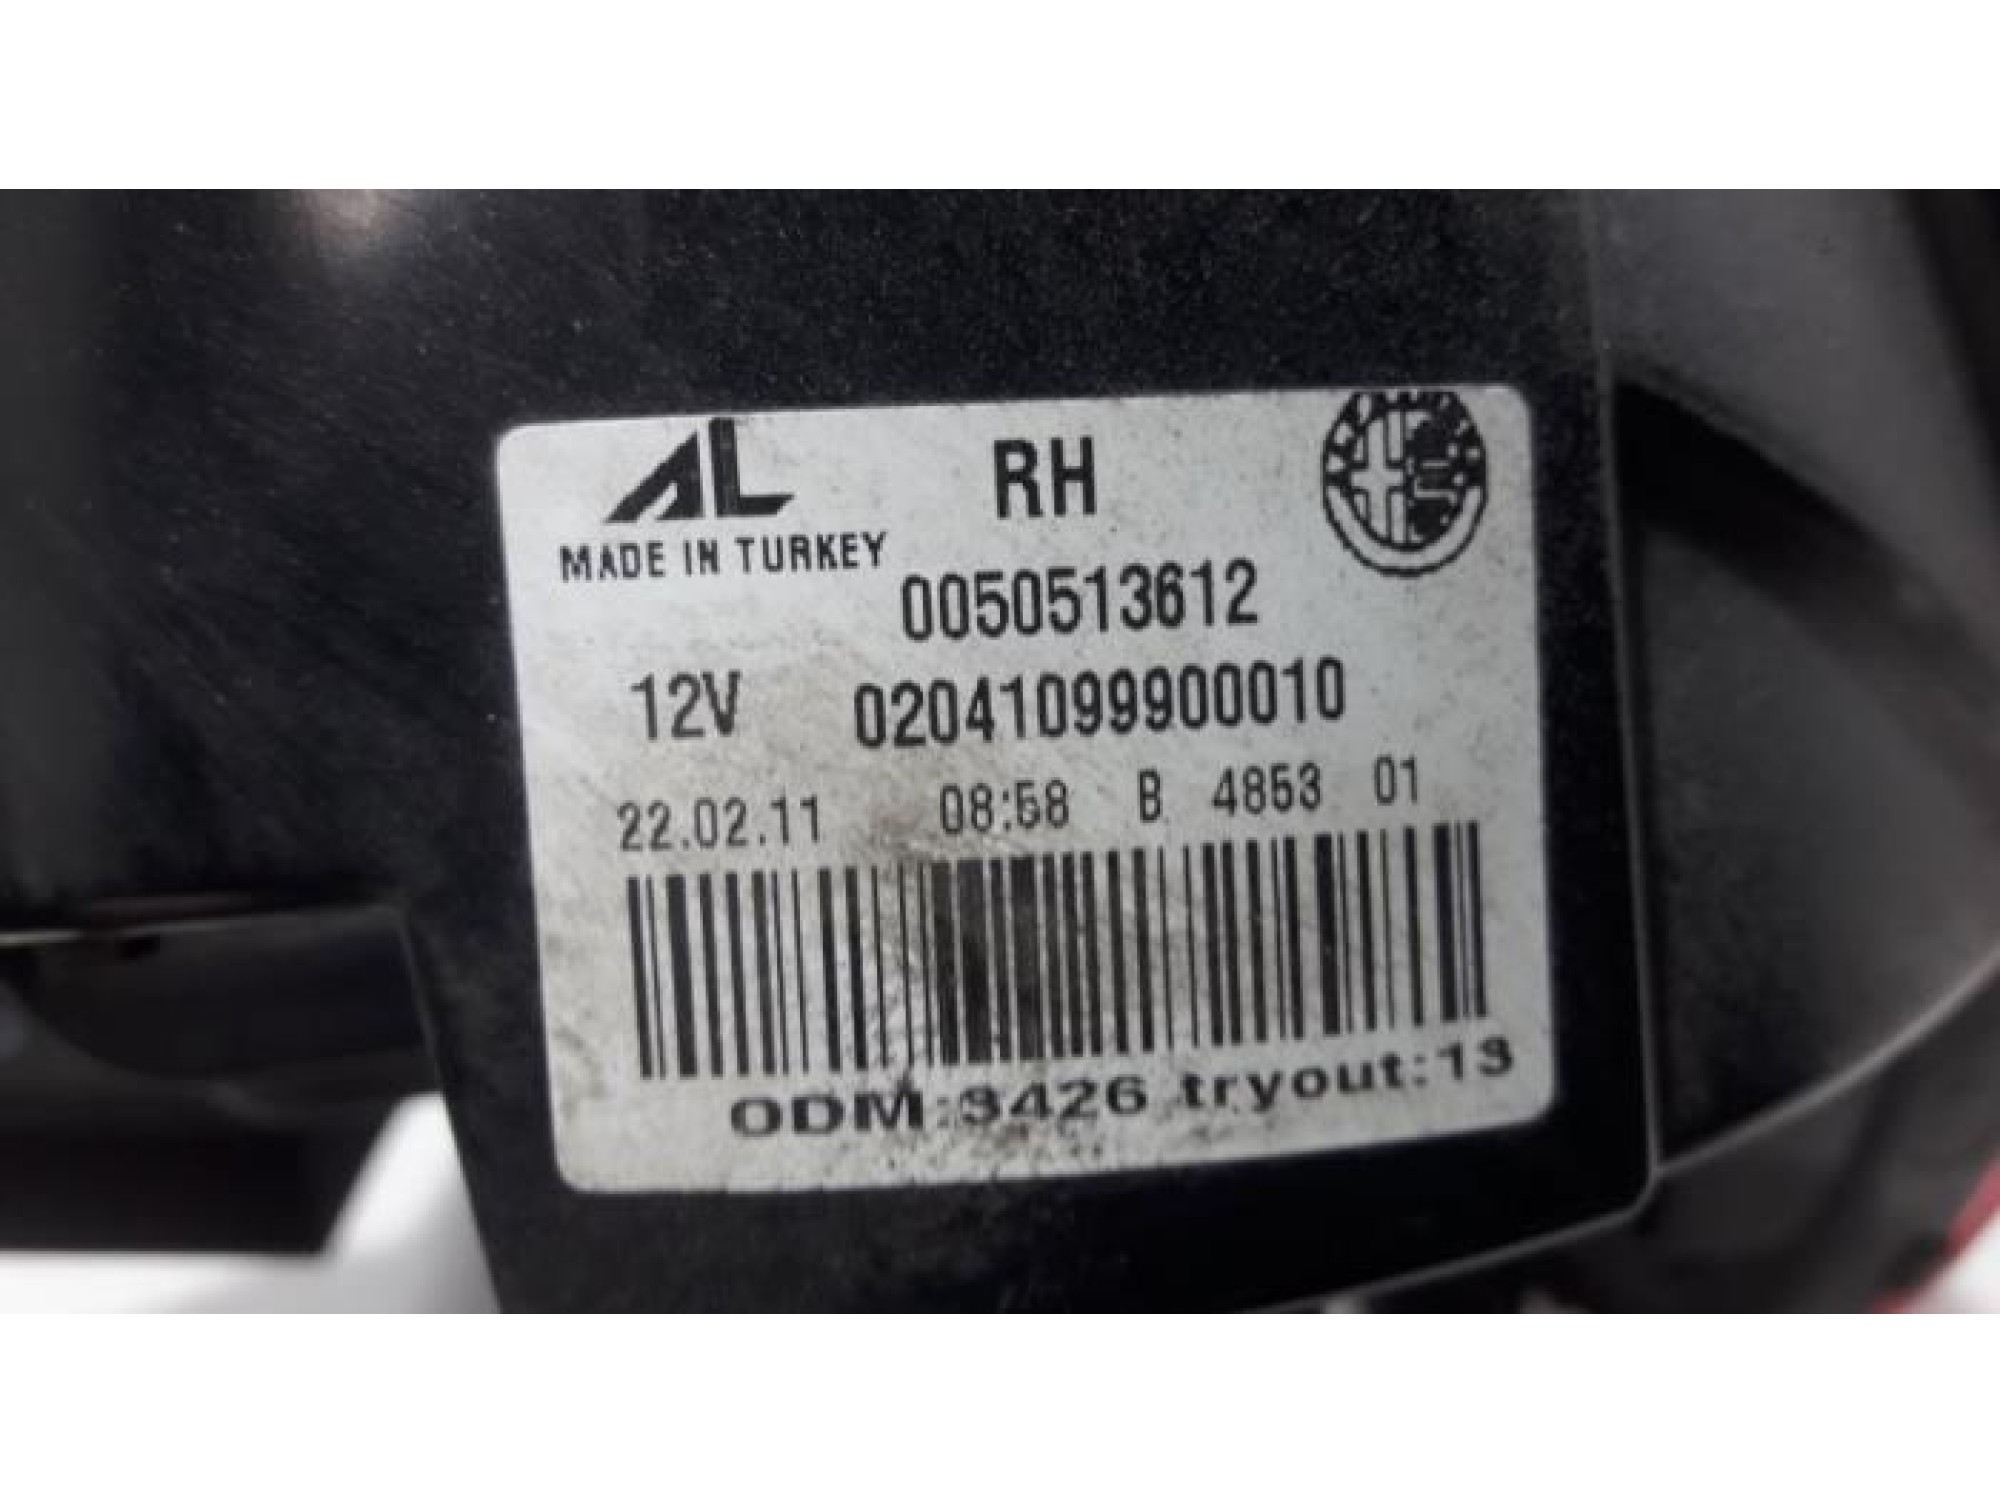 AL RH
MADE IN TURKEY
0050513612
12V 02041099900010
22.02.11 08:58 B 4853 01
ODM:3426 tryout:13